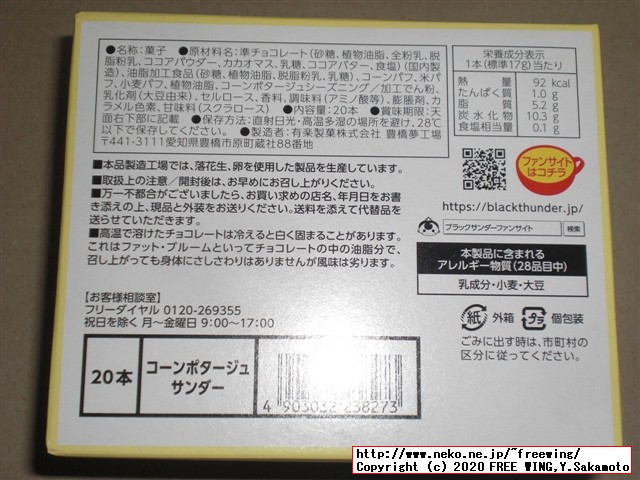 ●名称：菓子　●原材料名：準チョコレート(砂糖、植物油脂、全粉乳、脱
脂粉乳、ココアパウダー、カカオマス、乳糖、ココアバター、食塩)(国内製
造)、油脂加工食品(砂糖、植物油脂、脱脂粉乳、乳糖)、コーンパフ、米パ
フ、小麦パフ、植物油脂、コーンポタージュシーズニング／加工でん粉、
乳化剤(大豆由来)、セルロース、香料、調味料(アミノ酸等)、膨脹剤、カ
ラメル色素、甘味料(スクラロース)　●内容量：20本　●賞味期限：天
面右下部に記載　●保存方法：直射日光・高温多湿の場所を避け、28℃
以下で保存してください。　●製造者：有楽製菓株式会社 豊橋夢工場
〒441-3111愛知県豊橋市原町蔵社88番地
栄養成分表示
1本(標準17g)当たり
熱量 92 kcal
たんぱく質 1.0 g
脂質 5.2 g
炭水化物 10.3 g
食塩相当量 0.1 g
■本品製造工場では、落花生、卵を使用した製品を生産しています。
■取扱上の注意／開封後は、お早めにお召し上がりください。
■万一不都合がございましたら、お買い求めの店名、年月日をお書
き添えの上、現品と外装をお送りください。送料を添えて代替品を
送らせていただきます。
■高温で溶けたチョコレートは冷えると白く固まることがあります。
これはファット・ブルームといってチョコレートの中の油脂分で、
召し上がっても身体にさしさわりはありませんが風味は劣ります。
ファンサイト
はコチラ
https://blackthunder.jp/
ブラックサンダーファンサイト 検索
本製品に含まれる
アレルギー物質(28品目中)
乳成分・小麦・大豆
紙 外箱 プラ 個包装
ごみに出す時は、市町村の
区分に従ってください。
【お客様相談室】
フリーダイヤル 0120-269355
祝日を除く 月～金曜日 9:00～17:00
20本
コーンポタージュ
サンダー
4 903032 238273
http://www.neko.ne.jp/~freewing/
Copyright (c) 2020 FREE WING,Y.Sakamoto